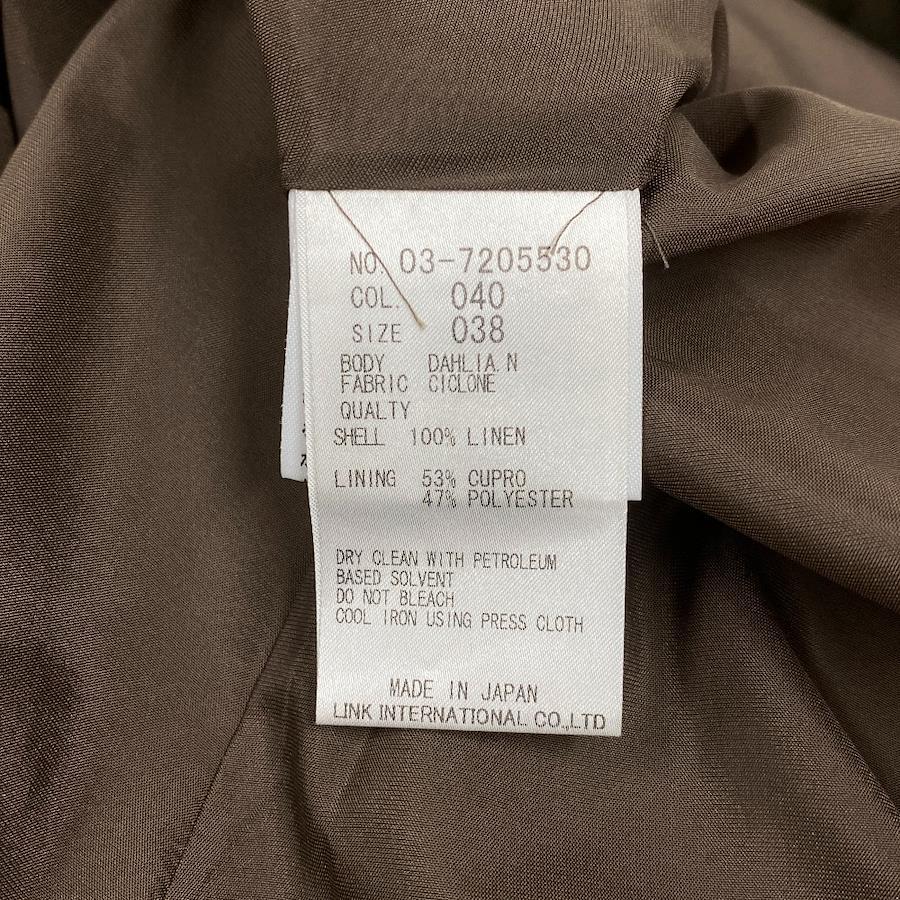 NO. 03-7205530
COL. 040
SIZE 038
BODY DAHLIA.N
FABRIC CICLONE
QUALTY
SHELL 100% LINEN
LINING 53% CUPRO
47% POLYESTER
DRY CLEAN WITH PETROLEUM
BASED SOLVENT
DO NOT BLEACH
COOL IRON USING PRESS CLOTH
MADE IN JAPAN
LINK INTERNATIONAL CO.,LTD